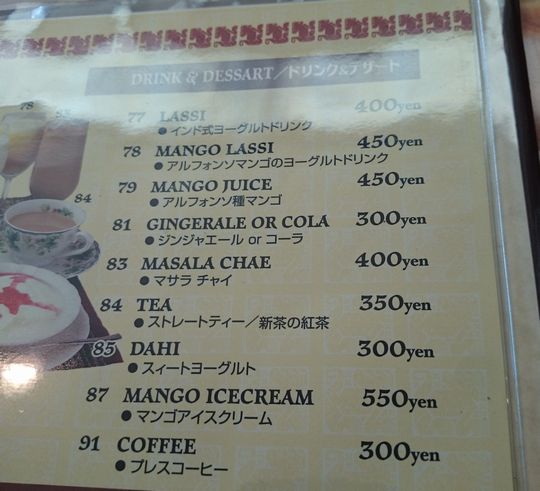 DRINK & DESSART/ドリンク&デザート
77 LASSI 400yen
● インド式ヨーグルトドリンク
78 MANGO LASSI 450yen
● アルフォンソマンゴのヨーグルトドリンク
79 MANGO JUICE 450yen
● アルフォンソ種マンゴ
81 GINGERALE OR COLA 300yen
● ジンジャエール or コーラ
83 MASALA CHAE 400yen
● マサラ チャイ
84 TEA 350yen
● ストレートティー/新茶の紅茶
85 DAHI 300yen
● スィートヨーグルト
87 MANGO ICECREAM 550yen
● マンゴアイスクリーム
91 COFFEE 300yen
● プレスコーヒー
78
83
84